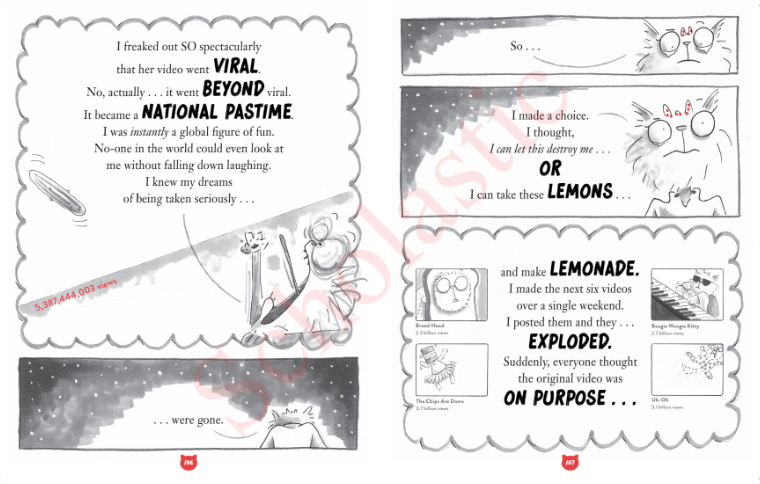 I freaked out SO spectacularly
that her video went VIRAL.
No, actually . . . it went BEYOND viral.
It became a NATIONAL PASTIME.
I was instantly a global figure of fun.
No-one in the world could even look at
me without falling down laughing.
I knew my dreams
of being taken seriously . . .
5,387,444,003 views
. . . were gone.
106
So . . .
I made a choice.
I thought,
I can let this destroy me . . .
OR
I can take these LEMONS . . .
and make LEMONADE.
I made the next six videos
over a single weekend.
I posted them and they . . .
EXPLODED.
Suddenly, everyone thought
the original video was
ON PURPOSE . . .
Bread Head
Boogie Woogie Kitty
2.7 billion views
The Chips Are Down
3.7 billion views
Uh-Oh
3.1 billion views
107
Scholastic